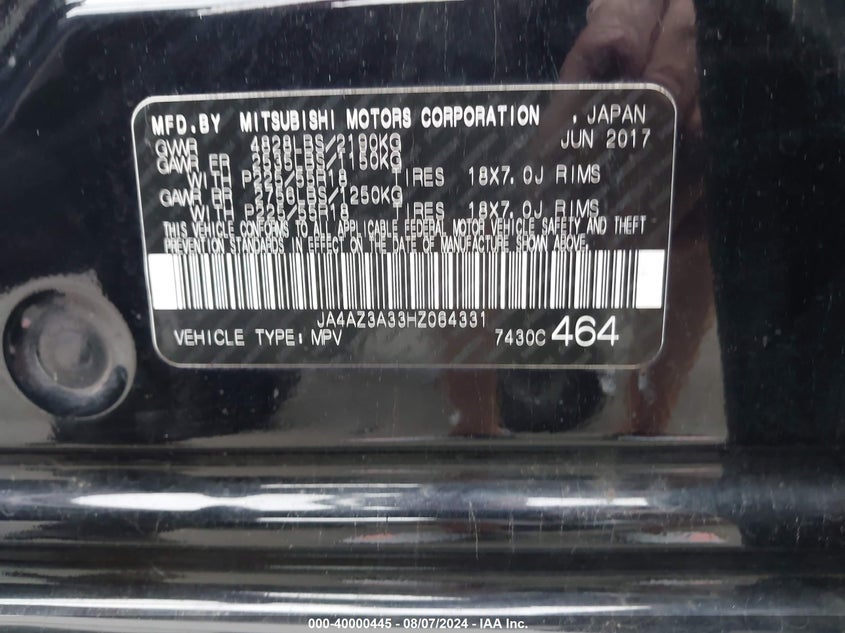 MFD.BY MITSUBISHI MOTORS CORPORATION , JAPAN
GVWR 4828LBS/2190KG JUN 2017
GAWR FR 2535LBS/1150KG
WITH P225/55R18 TIRES 18X7.0J RIMS
GAWR RR 2756LBS/1250KG
WITH P225/55R18 TIRES 18X7.0J RIMS
THIS VEHICLE CONFORMS TO ALL APPLICABLE FEDERAL MOTOR VEHICLE SAFETY AND THEFT
PREVENTION STANDARDS IN EFFECT ON THE DATE OF MANUFACTURE SHOWN ABOVE.
JA4AZ3A33HZ064331
VEHICLE TYPE: MPV 7430C 464
000-40000445 - 08/07/2024 - IAA Inc.